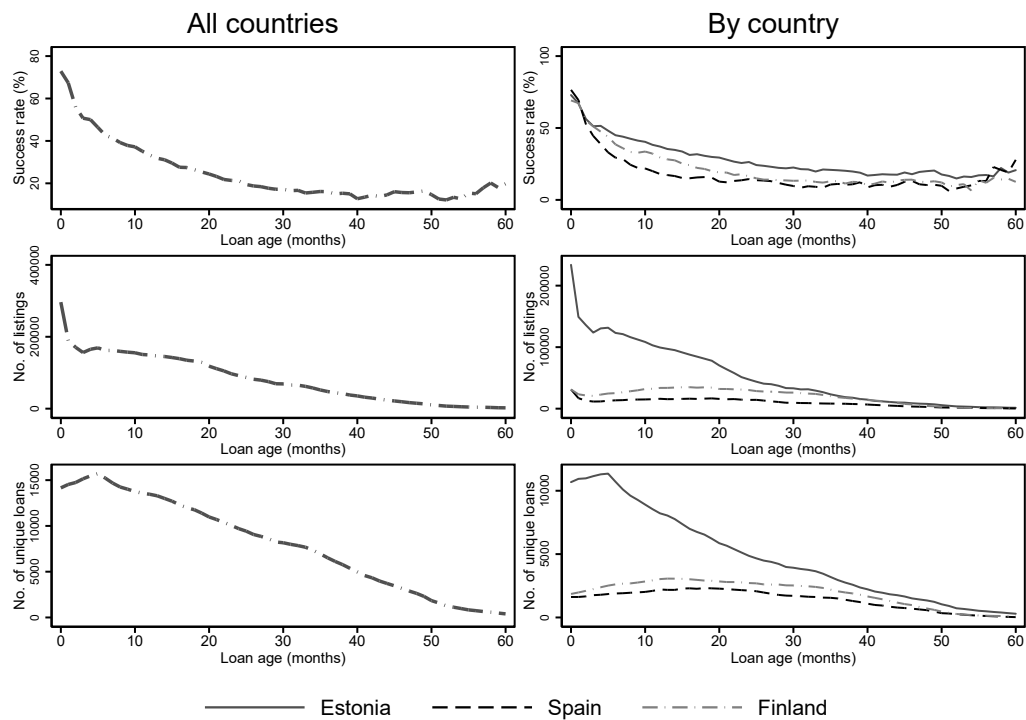 All countries
By country
Success rate (%)
20 40 60 80
0 10 20 30 40 50 60
Loan age (months)
Success rate (%)
0 50 100
0 10 20 30 40 50 60
Loan age (months)
No. of listings
0 200000 400000
0 10 20 30 40 50 60
Loan age (months)
No. of listings
0 100000 200000
0 10 20 30 40 50 60
Loan age (months)
No. of unique loans
0 5000 10000 15000
0 10 20 30 40 50 60
Loan age (months)
No. of unique loans
0 5000 10000
0 10 20 30 40 50 60
Loan age (months)
Estonia Spain Finland